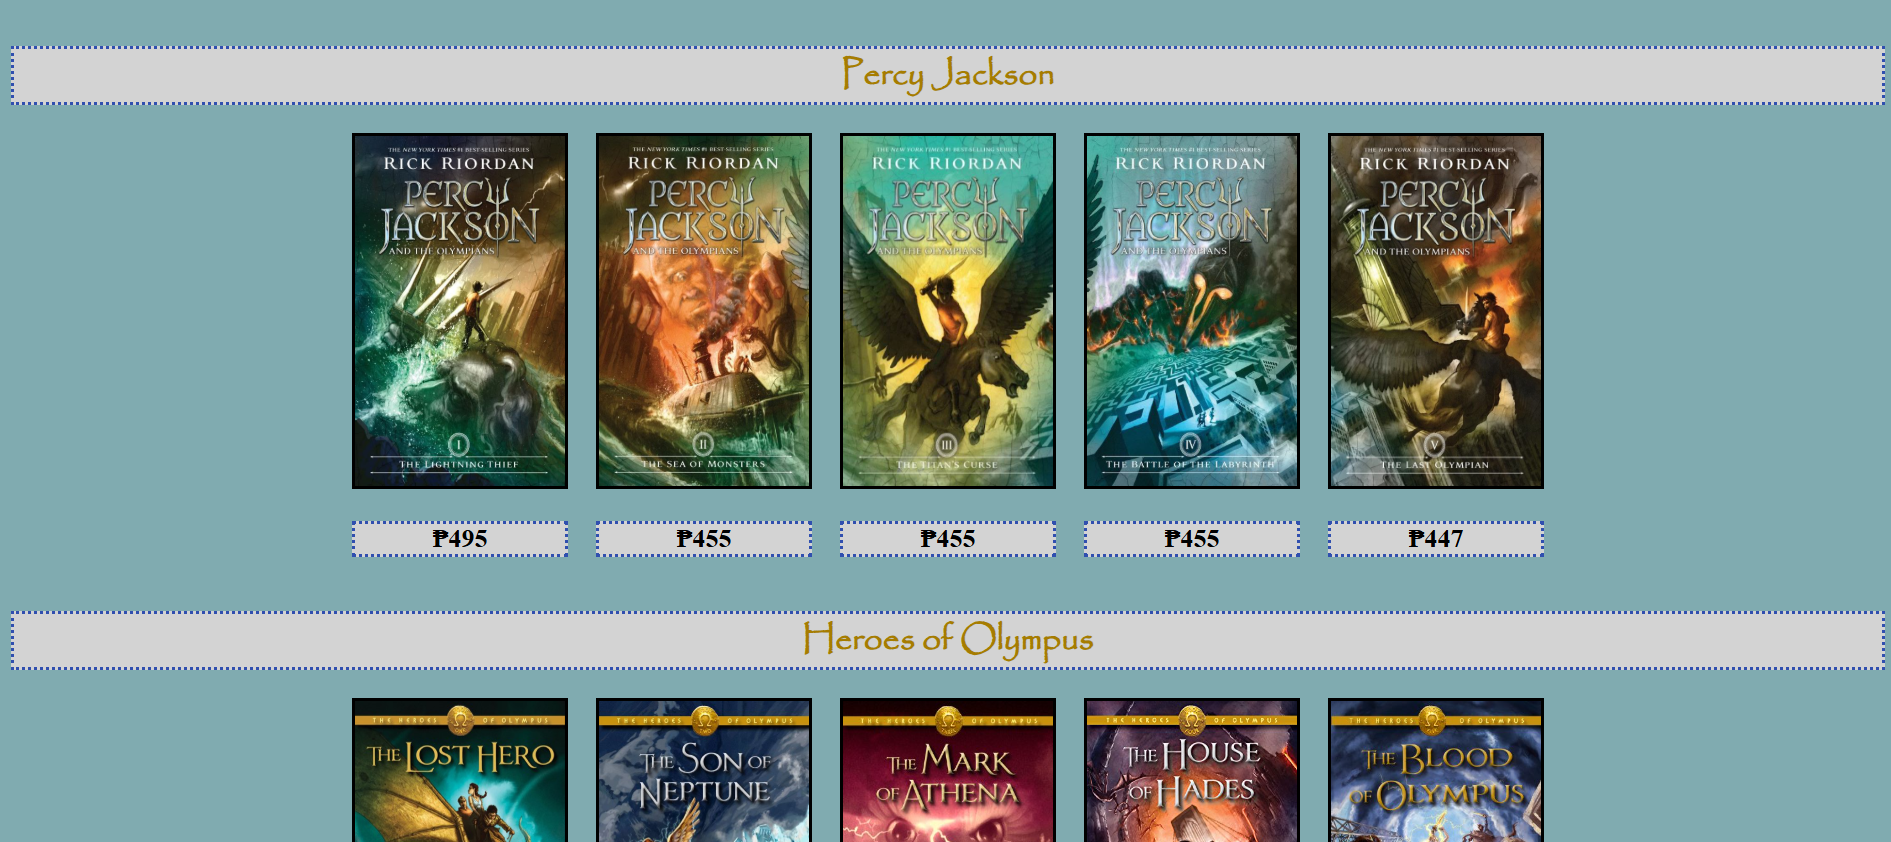 Percy Jackson
THE NEW YORK TIMES #1 BEST-SELLING SERIES
RICK RIORDAN
PERCY
JACKSON
AND THE OLYMPIANS
I
THE LIGHTNING THIEF
THE NEW YORK TIMES #1 BEST-SELLING SERIES
RICK RIORDAN
PERCY
JACKSON
AND THE OLYMPIANS
II
THE SEA OF MONSTERS
THE NEW YORK TIMES #1 BEST-SELLING SERIES
RICK RIORDAN
PERCY
JACKSON
AND THE OLYMPIANS
III
THE TITAN'S CURSE
THE NEW YORK TIMES #1 BEST-SELLING SERIES
RICK RIORDAN
PERCY
JACKSON
AND THE OLYMPIANS
IV
THE BATTLE OF THE LABYRINTH
THE NEW YORK TIMES #1 BEST-SELLING SERIES
RICK RIORDAN
PERCY
JACKSON
AND THE OLYMPIANS
V
THE LAST OLYMPIAN
₱495
₱455
₱455
₱455
₱447
Heroes of Olympus
THE HEROES OF OLYMPUS
THE LOST HERO
THE HEROES OF OLYMPUS
THE SON OF
NEPTUNE
THE HEROES OF OLYMPUS
THE MARK
OF ATHENA
THE HEROES OF OLYMPUS
THE HOUSE
OF HADES
THE HEROES OF OLYMPUS
THE BLOOD
OF OLYMPUS